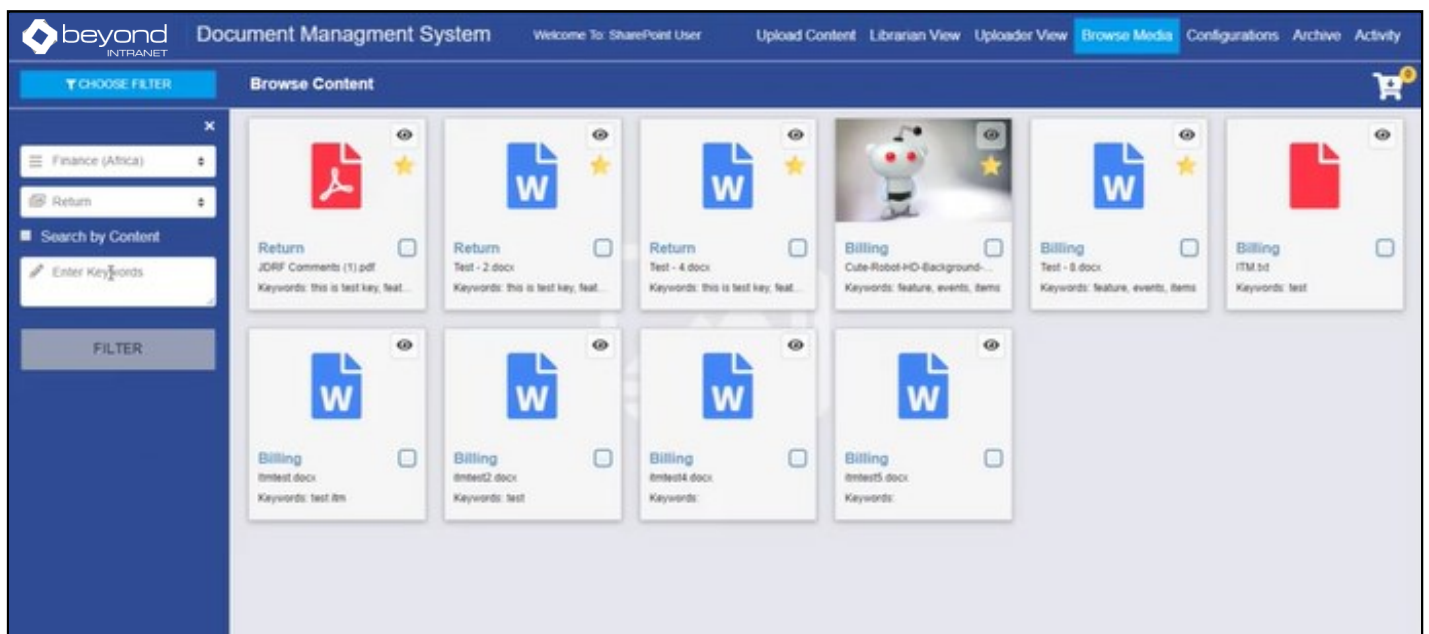 beyond
INTRANET
Document Managment System
Welcome To: SharePoint User
Upload Content
Librarian View
Uploader View
Browse Media
Configurations
Archive
Activity
CHOOSE FILTER
Browse Content
0
×
Finance (Africa)
Return
Search by Content
Enter Keywords
FILTER
Return
JDRF Comments (1).pdf
Keywords: this is test key, feat...
Return
Test - 2.docx
Keywords: this is test key, feat...
Return
Test - 4.docx
Keywords: this is test key, feat...
Billing
Cute-Robot-HD-Background-...
Keywords: feature, events, items
Billing
Test - 8.docx
Keywords: feature, events, items
Billing
ITM.txt
Keywords: test
Billing
itmtest.docx
Keywords: test itm
Billing
itmtest2.docx
Keywords: test
Billing
itmtest4.docx
Keywords:
Billing
itmtest5.docx
Keywords: